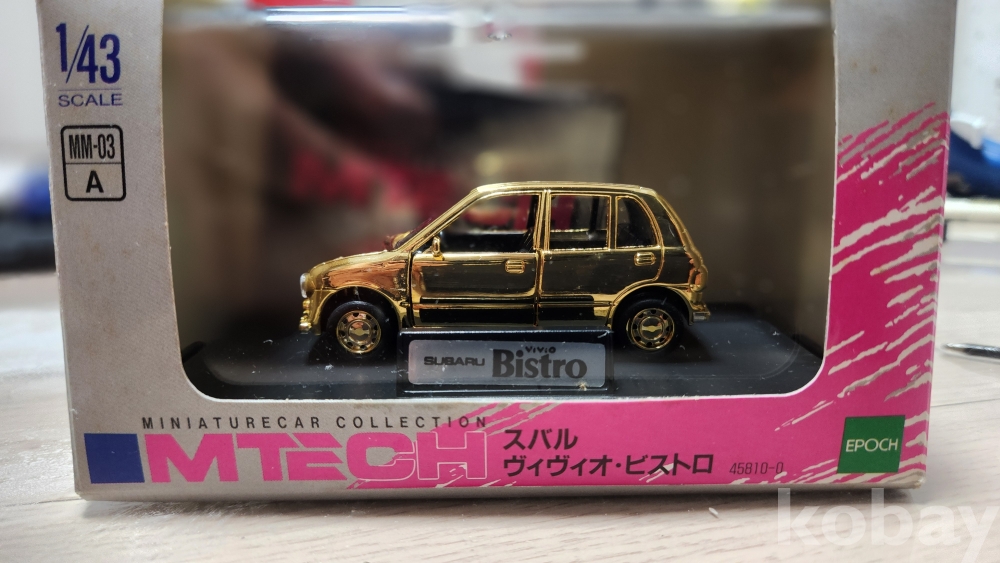 1/43
SCALE
MM-03
A
SUBARU ViViO Bistro
MINIATURECAR COLLECTION
MTECH
スバル
ヴィヴィオ・ビストロ
45810-0
EPOCH
kobay